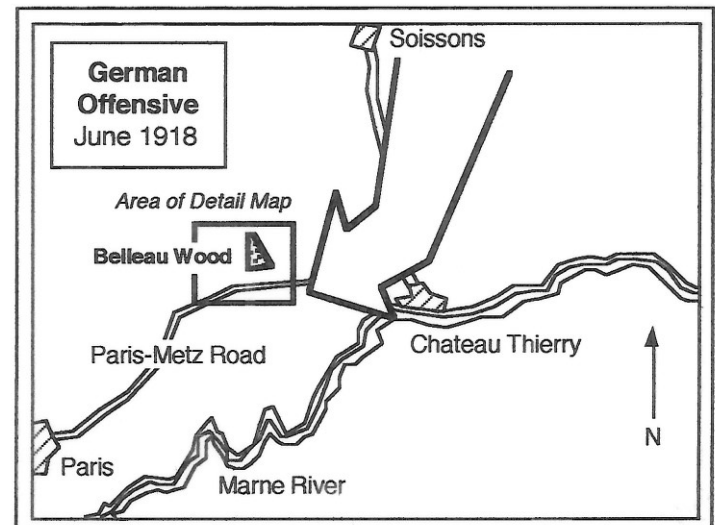 Soissons
German
Offensive
June 1918
Area of Detail Map
Belleau Wood
Paris-Metz Road
Chateau Thierry
N
Paris
Marne River